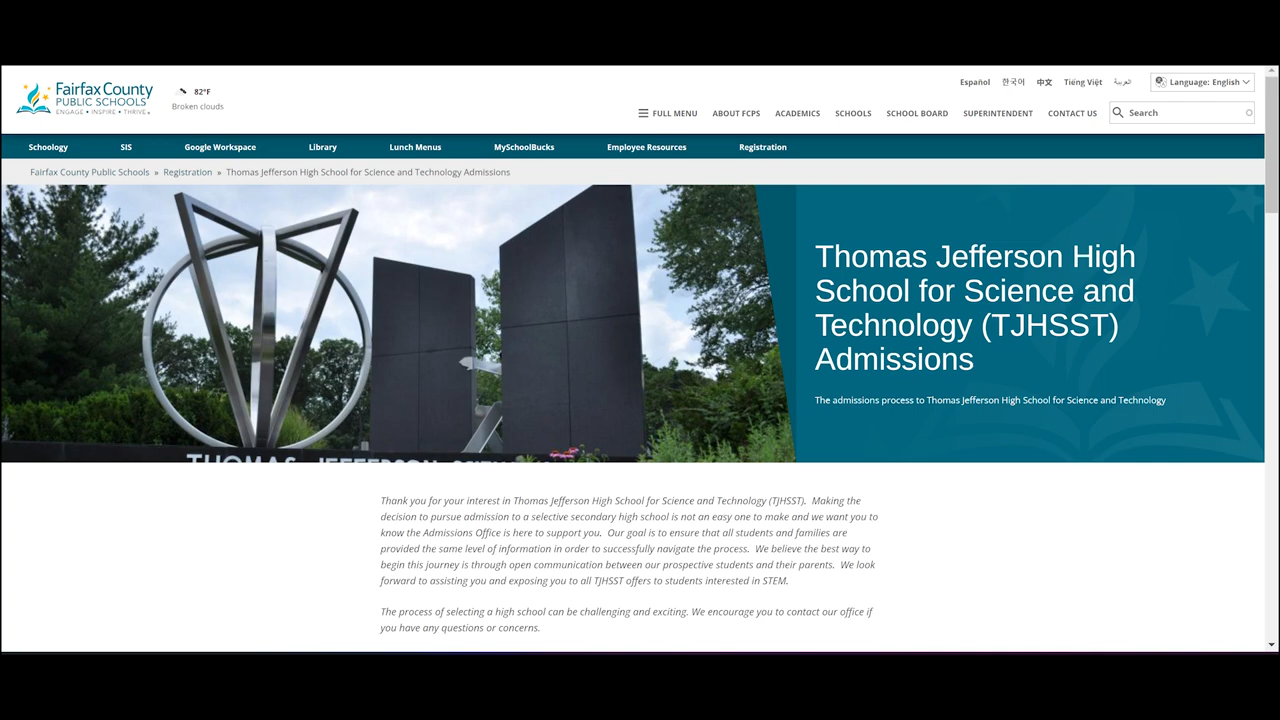 Fairfax County
PUBLIC SCHOOLS
ENGAGE • INSPIRE • THRIVE
82°F
Broken clouds
Español 한국어 中文 Tiếng Việt العربية
Language: English
FULL MENU ABOUT FCPS ACADEMICS SCHOOLS SCHOOL BOARD SUPERINTENDENT CONTACT US
Search
Schoology SIS Google Workspace Library Lunch Menus MySchoolBucks Employee Resources Registration
Fairfax County Public Schools » Registration » Thomas Jefferson High School for Science and Technology Admissions
THOMAS JEFFERSON
Thomas Jefferson High
School for Science and
Technology (TJHSST)
Admissions
The admissions process to Thomas Jefferson High School for Science and Technology
Thank you for your interest in Thomas Jefferson High School for Science and Technology (TJHSST). Making the
decision to pursue admission to a selective secondary high school is not an easy one to make and we want you to
know the Admissions Office is here to support you. Our goal is to ensure that all students and families are
provided the same level of information in order to successfully navigate the process. We believe the best way to
begin this journey is through open communication between our prospective students and their parents. We look
forward to assisting you and exposing you to all TJHSST offers to students interested in STEM.
The process of selecting a high school can be challenging and exciting. We encourage you to contact our office if
you have any questions or concerns.